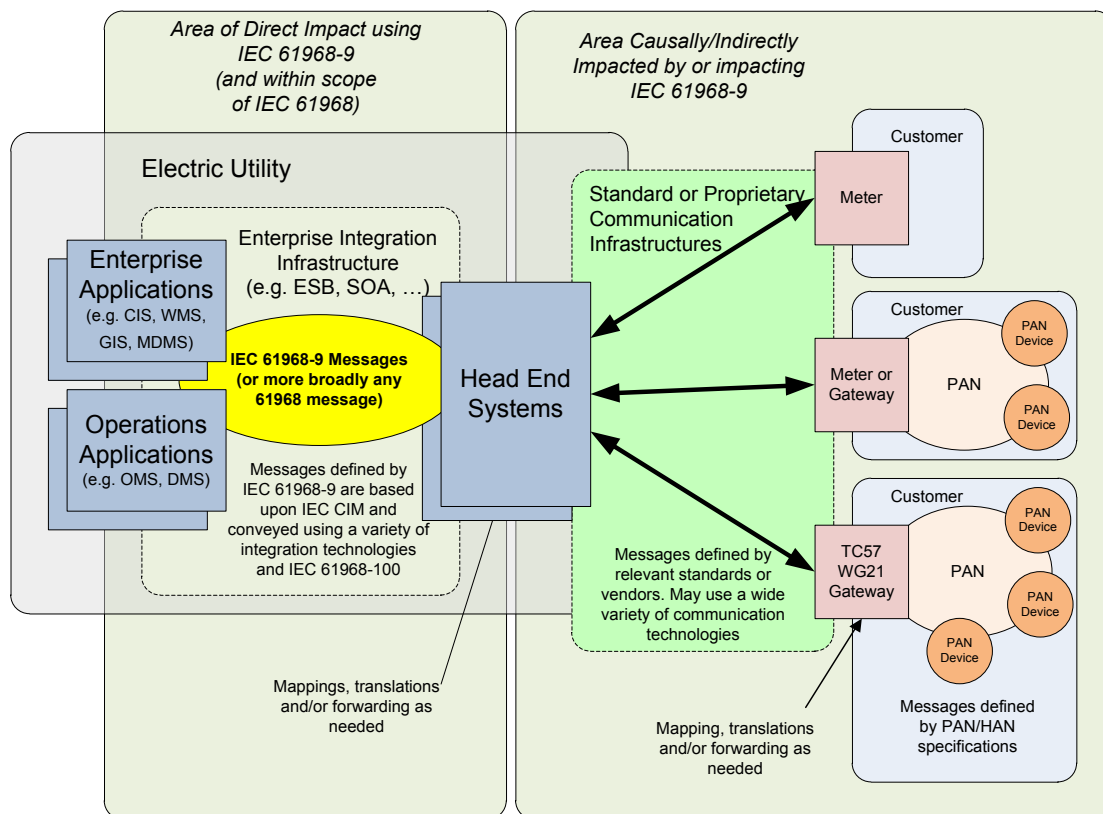 Area of Direct Impact using
IEC 61968-9
(and within scope
of IEC 61968)
Area Causally/Indirectly
Impacted by or impacting
IEC 61968-9
Electric Utility
Enterprise Applications
(e.g. CIS, WMS,
GIS, MDMS)
Operations
Applications
(e.g. OMS, DMS)
Enterprise Integration
Infrastructure
(e.g. ESB, SOA, …)
IEC 61968-9 Messages
(or more broadly any
61968 message)
Messages defined by
IEC 61968-9 are based
upon IEC CIM and
conveyed using a variety of
integration technologies
and IEC 61968-100
Head End
Systems
Mappings, translations
and/or forwarding as
needed
Standard or Proprietary
Communication
Infrastructures
Messages defined by
relevant standards or
vendors. May use a wide
variety of communication
technologies
Customer
Meter
Customer
Meter or
Gateway
PAN
PAN
Device
PAN
Device
Customer
TC57
WG21
Gateway
PAN
PAN
Device
PAN
Device
PAN
Device
Messages defined
by PAN/HAN
specifications
Mapping, translations
and/or forwarding as
needed